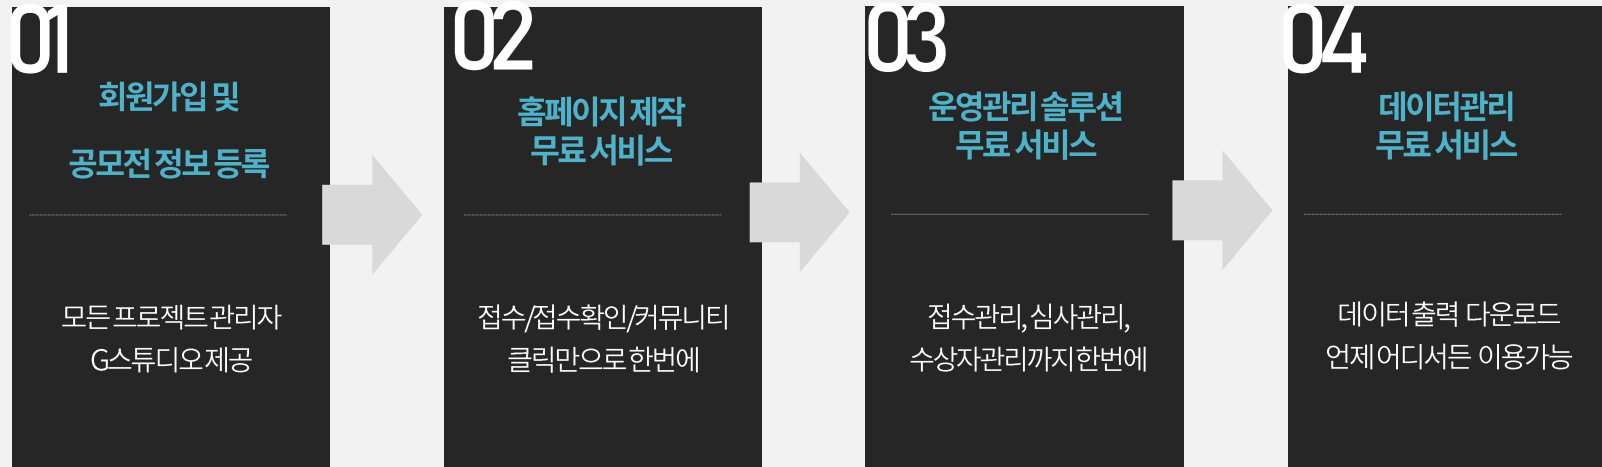 01
회원가입 및
공모전 정보 등록
모든 프로젝트 관리자
G스튜디오 제공
02
홈페이지 제작
무료 서비스
접수/접수확인/커뮤니티
클릭만으로 한번에
03
운영관리 솔루션
무료 서비스
접수관리, 심사관리,
수상자관리까지 한번에
04
데이터관리
무료 서비스
데이터 출력 다운로드
언제 어디서든 이용가능